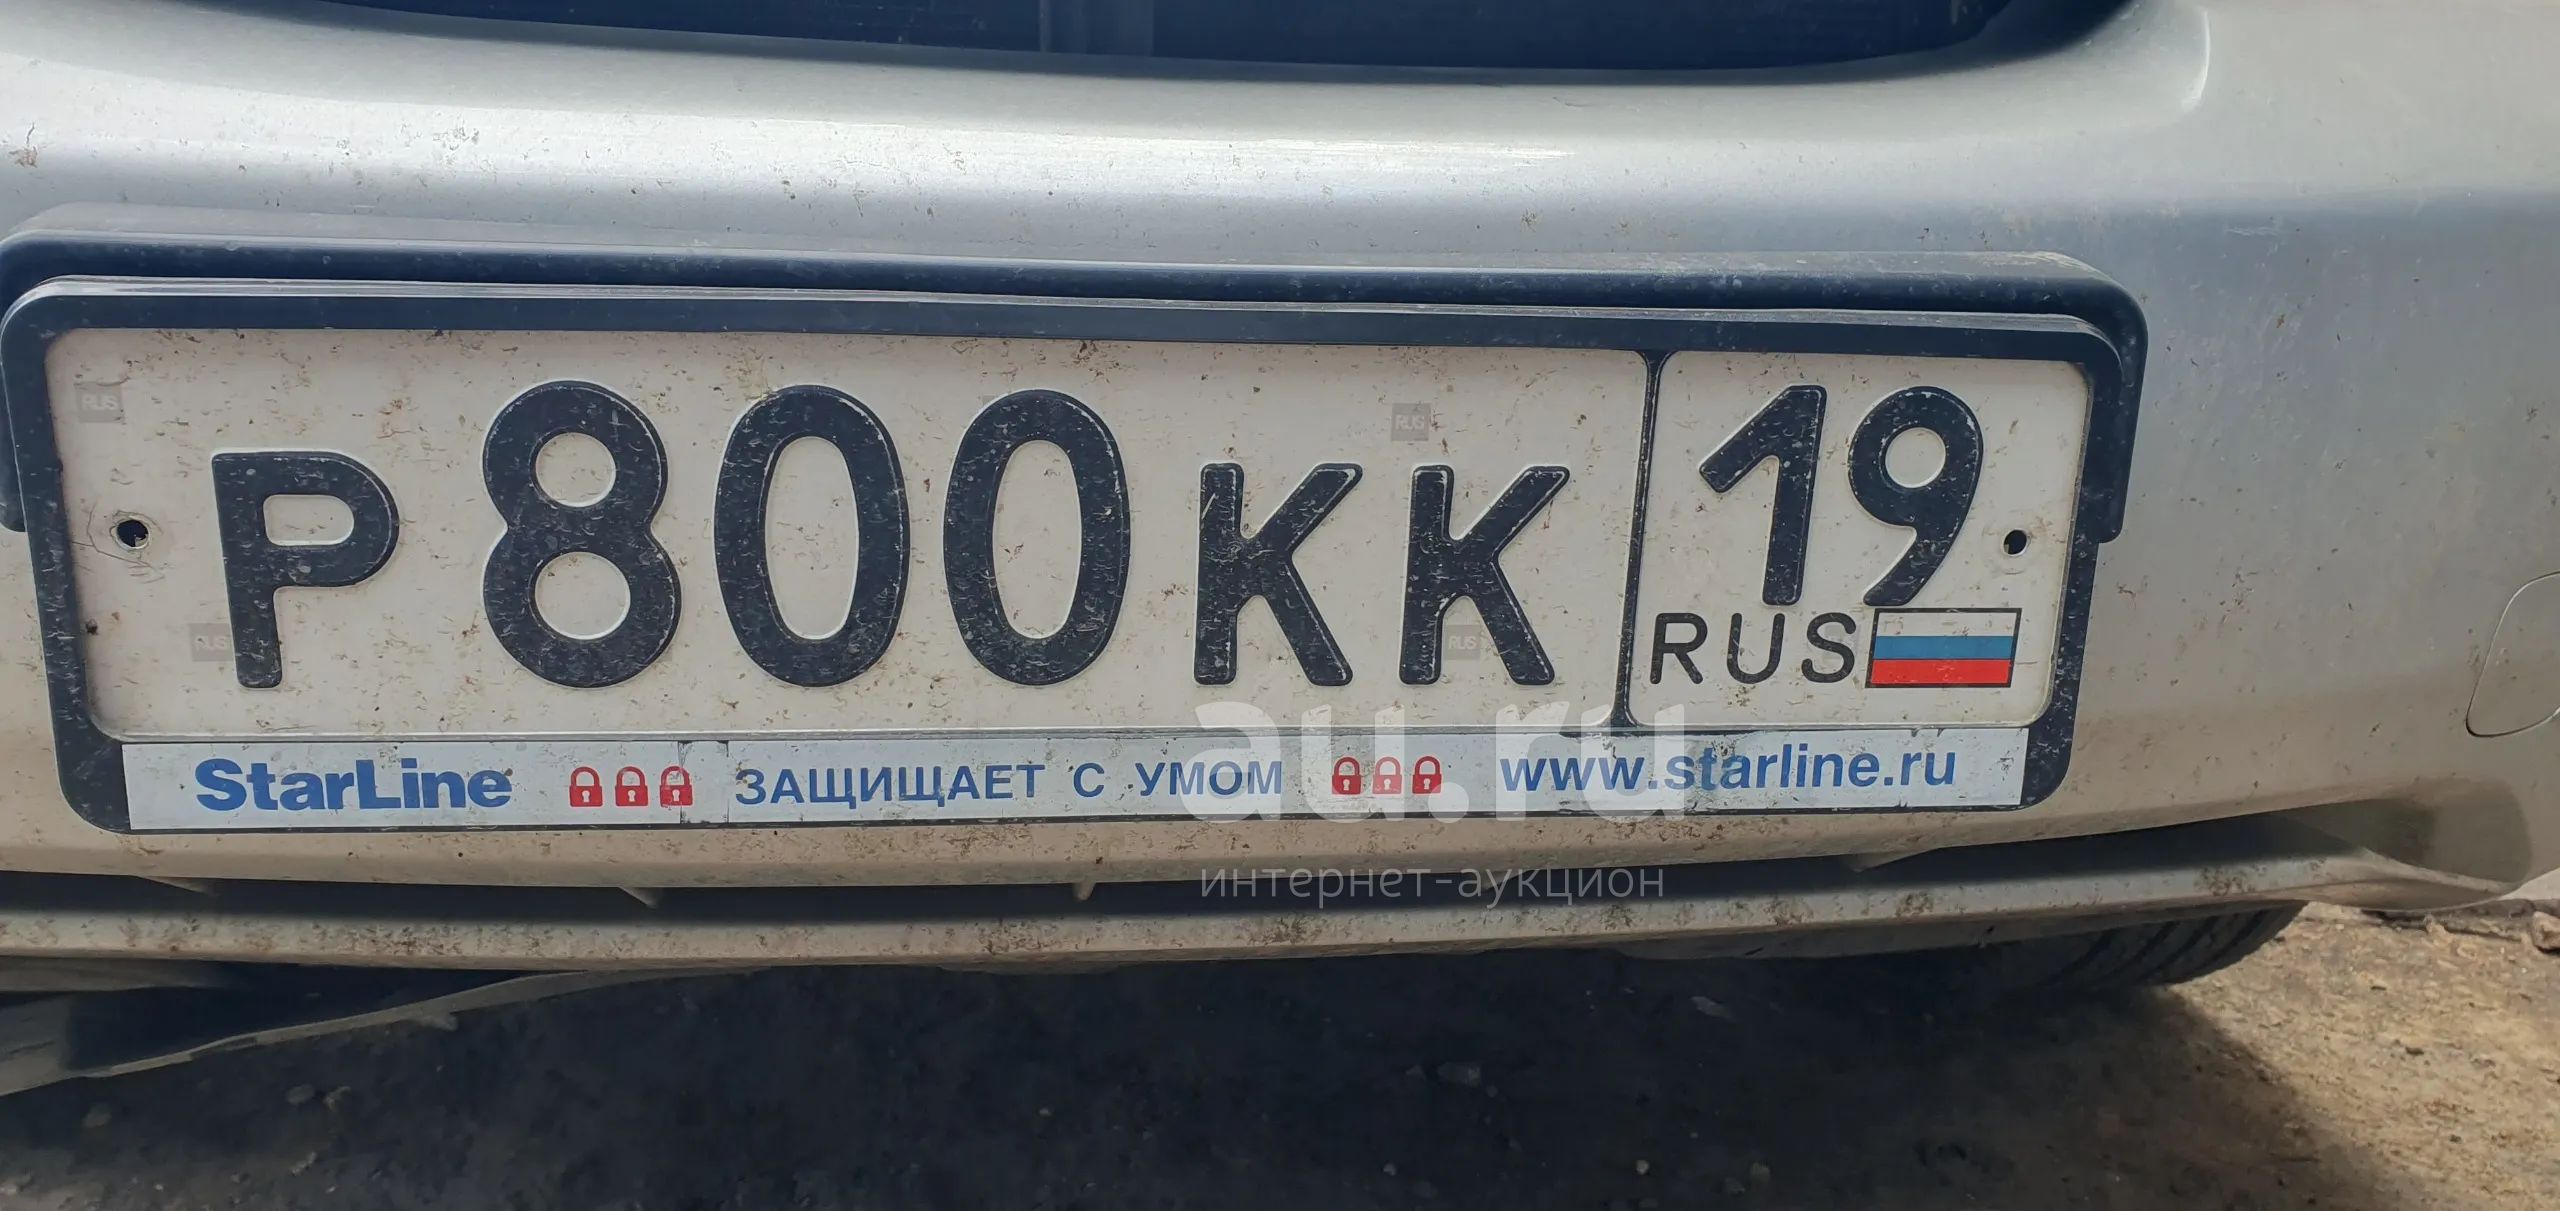 Р800КК 19
RUS
StarLine ЗАЩИЩАЕТ С УМОМ www.starline.ru
au.ru
интернет-аукцион